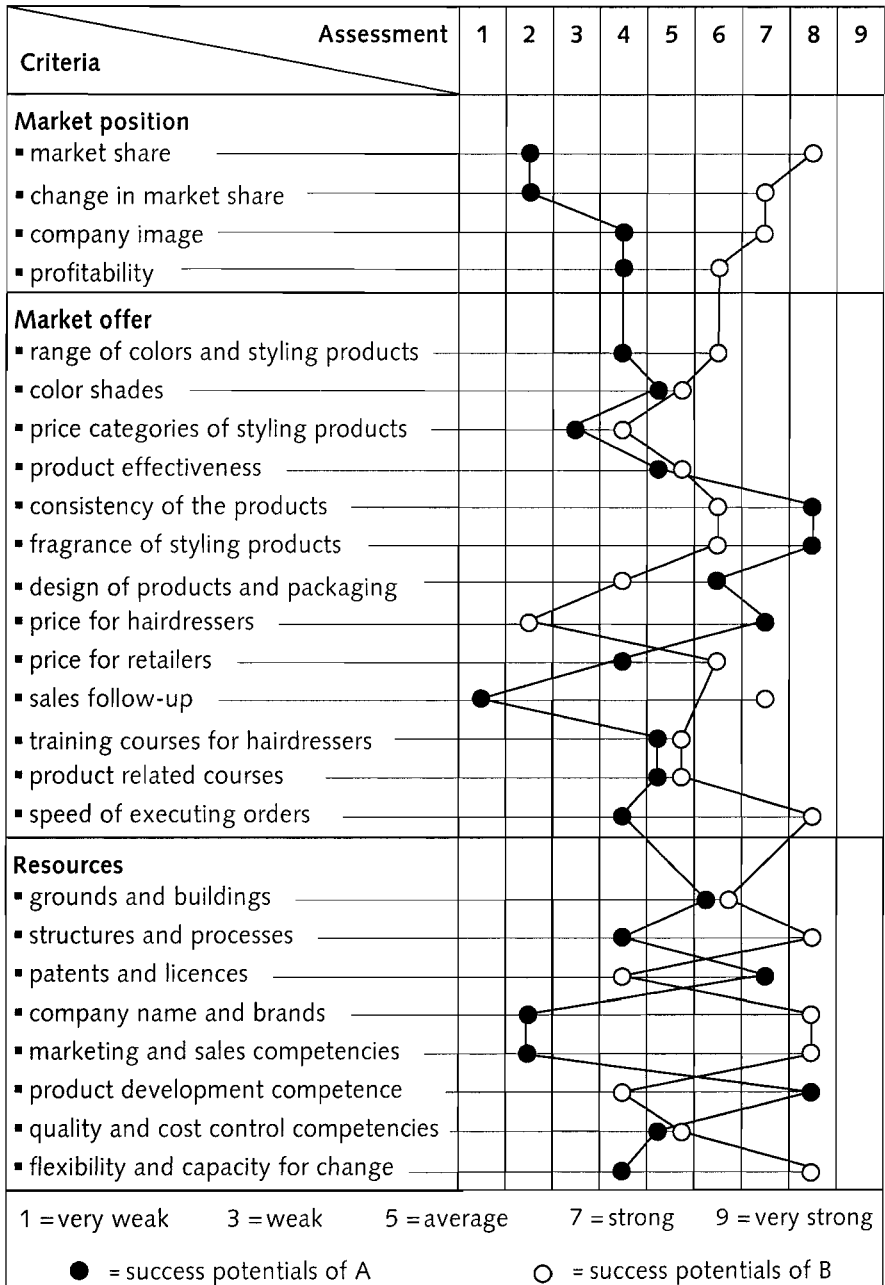 Assessment 1 2 3 4 5 6 7 8 9
Criteria
Market position
▪ market share
▪ change in market share
▪ company image
▪ profitability
Market offer
▪ range of colors and styling products
▪ color shades
▪ price categories of styling products
▪ product effectiveness
▪ consistency of the products
▪ fragrance of styling products
▪ design of products and packaging
▪ price for hairdressers
▪ price for retailers
▪ sales follow-up
▪ training courses for hairdressers
▪ product related courses
▪ speed of executing orders
Resources
▪ grounds and buildings
▪ structures and processes
▪ patents and licences
▪ company name and brands
▪ marketing and sales competencies
▪ product development competence
▪ quality and cost control competencies
▪ flexibility and capacity for change
1 = very weak 3 = weak 5 = average 7 = strong 9 = very strong
● = success potentials of A ○ = success potentials of B